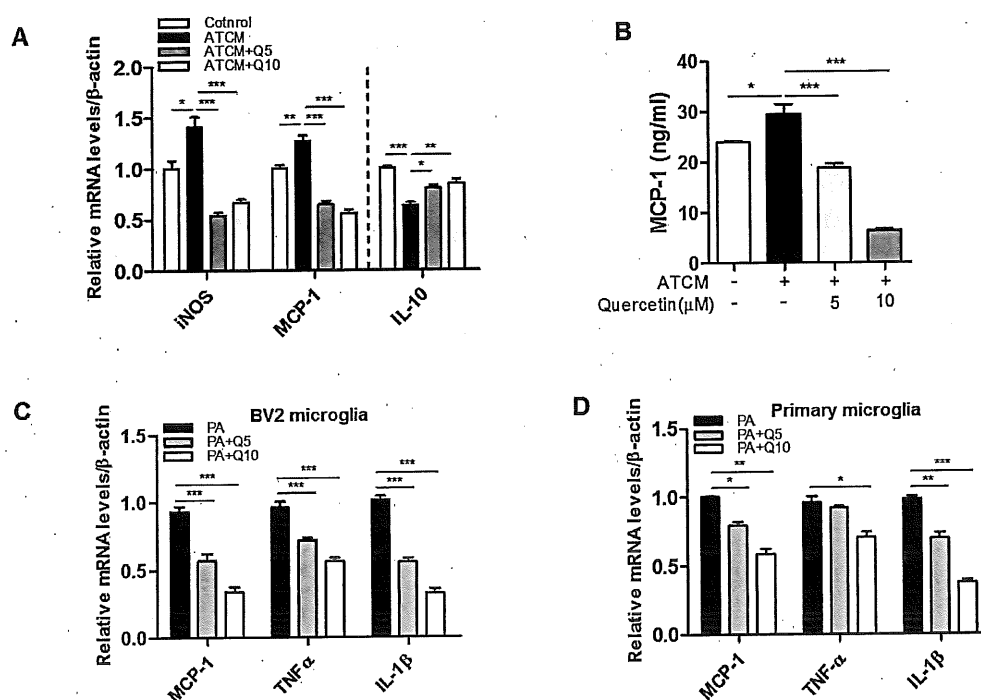 A
Cotnrol
ATCM
ATCM+Q5
ATCM+Q10
Relative mRNA levels/β-actin
2.0
1.5
1.0
0.5
0.0
* *** ***
** *** ***
*** * **
iNOS
MCP-1
IL-10
B
MCP-1 (ng/ml)
40
30
20
10
0
* *** ***
ATCM - + + +
Quercetin(μM) - - 5 10
C
BV2 microglia
PA
PA+Q5
PA+Q10
Relative mRNA levels/β-actin
1.5
1.0
0.5
0.0
*** ***
*** ***
*** ***
MCP-1
TNFα
IL-1β
D
Primary microglia
PA
PA+Q5
PA+Q10
Relative mRNA levels/β-actin
1.5
1.0
0.5
0.0
** *
*
*** **
MCP-1
TNF-α
IL-1β